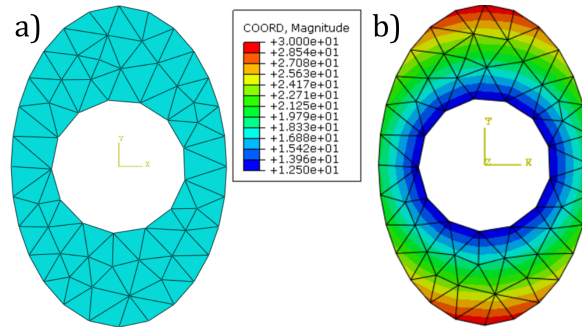 a)
Y
X
COORD, Magnitude
+3.000e+01
+2.854e+01
+2.708e+01
+2.563e+01
+2.417e+01
+2.271e+01
+2.125e+01
+1.979e+01
+1.833e+01
+1.688e+01
+1.542e+01
+1.396e+01
+1.250e+01
b)